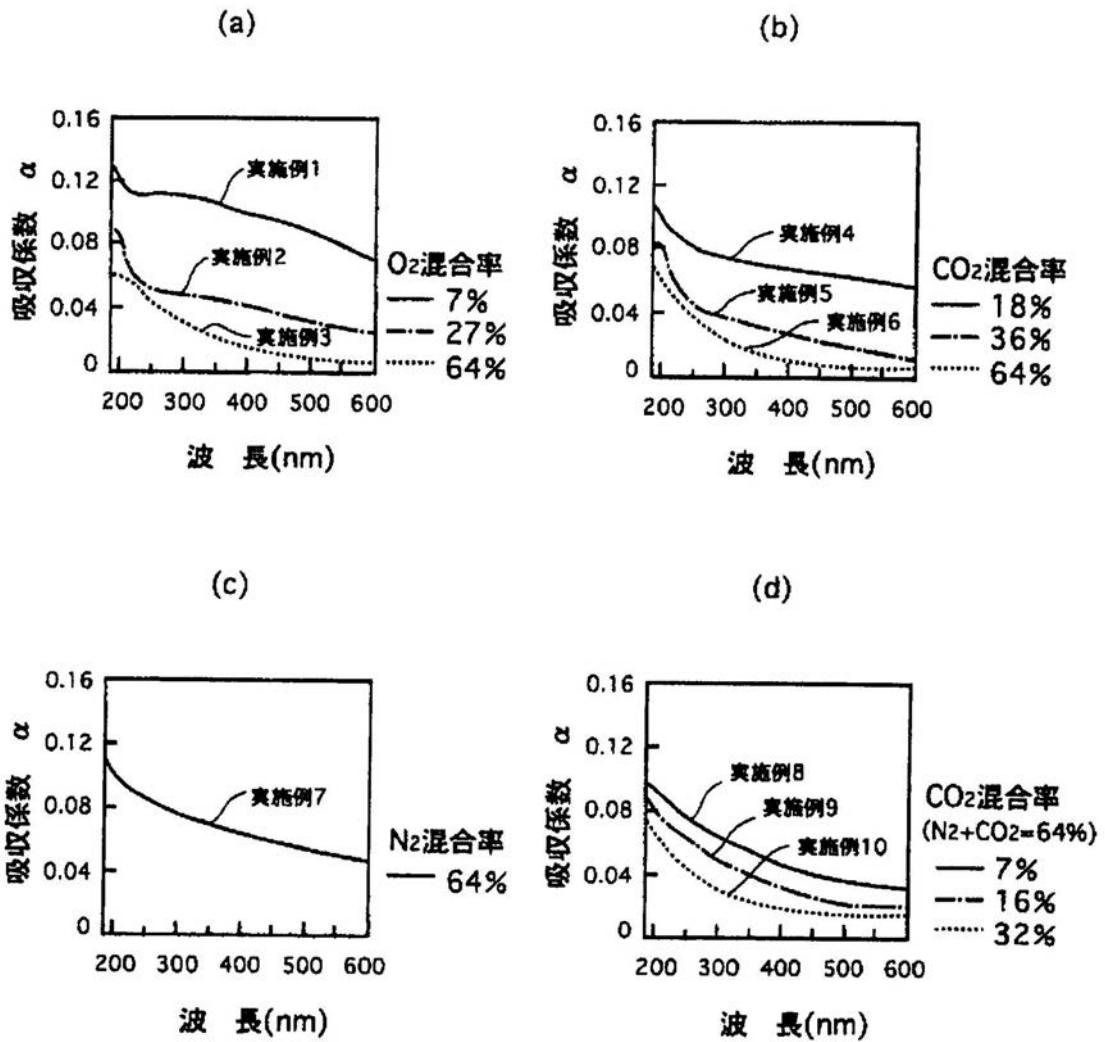 (a)
吸収係数 α
0.16
0.12
0.08
0.04
0
実施例1
実施例2
実施例3
200 300 400 500 600
波 長(nm)
O₂混合率
7%
27%
64%
(b)
吸収係数 α
0.16
0.12
0.08
0.04
0
実施例4
実施例5
実施例6
200 300 400 500 600
波 長(nm)
CO₂混合率
18%
36%
64%
(c)
吸収係数 α
0.16
0.12
0.08
0.04
0
実施例7
200 300 400 500 600
波 長(nm)
N₂混合率
64%
(d)
吸収係数 α
0.16
0.12
0.08
0.04
0
実施例8
実施例9
実施例10
200 300 400 500 600
波 長(nm)
CO₂混合率
(N₂+CO₂=64%)
7%
16%
32%